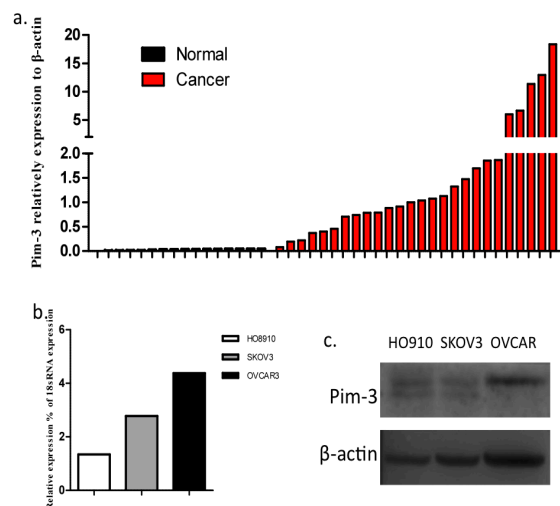 a.
Pim-3 relatively expression to β-actin
20
15
10
5
2.0
1.5
1.0
0.5
0.0
Normal
Cancer
b.
Relative expression % of 18sRNA expression
6
4
2
0
HO8910
SKOV3
OVCAR3
c.
HO910 SKOV3 OVCAR
Pim-3
β-actin